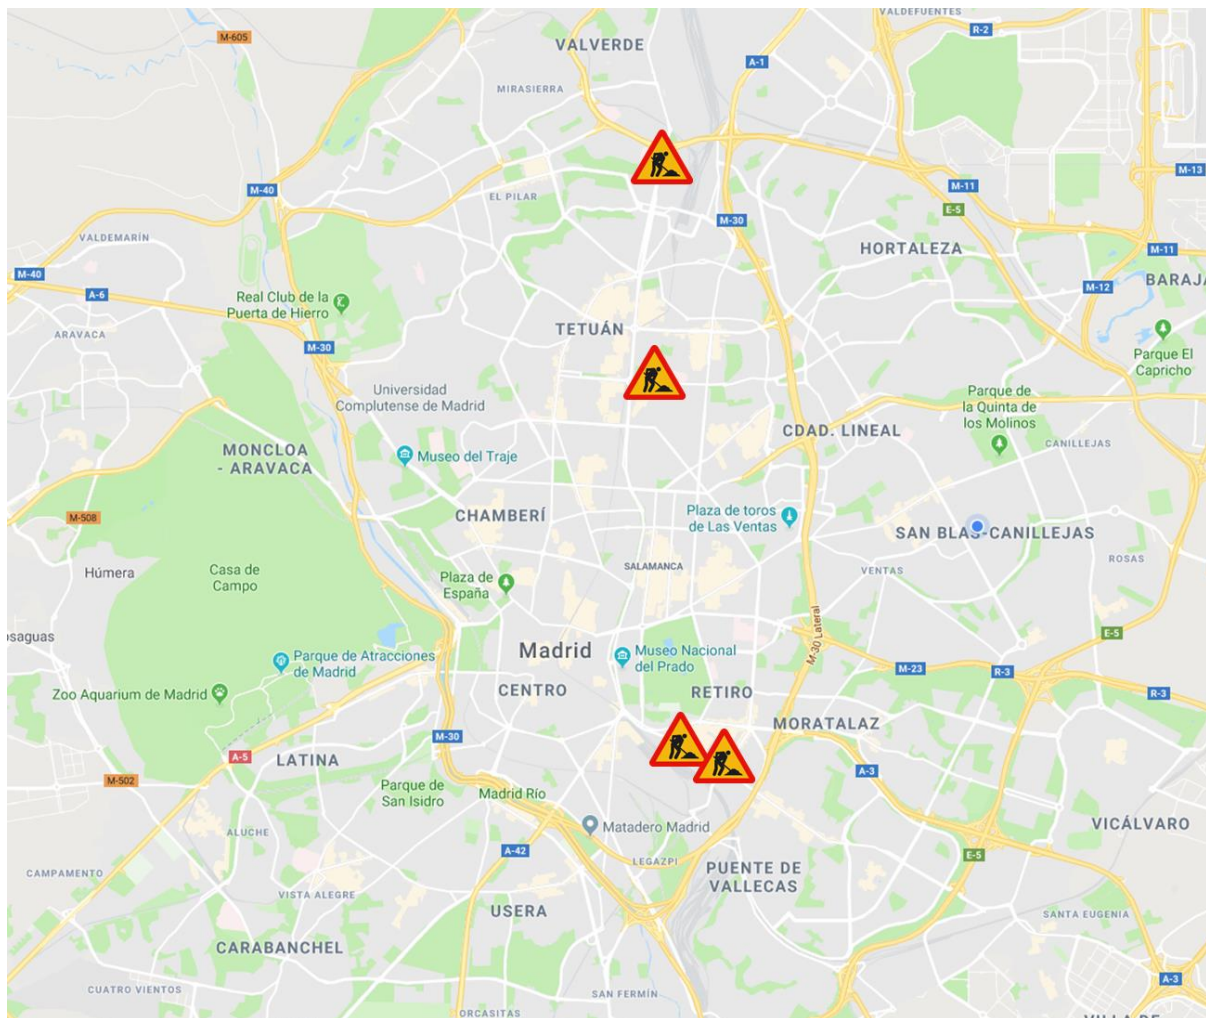 VALDEFUENTES
M-605
R-2
VALVERDE
A-1
MIRASIERRA
M-13
M-40
M-11
EL PILAR
E-5
M-30
VALDEMARÍN
HORTALEZA
M-11
M-40
A-6
M-12
BARAJA
Real Club de la
Puerta de Hierro
TETUÁN
ARAVACA
M-30
Parque El
Capricho
Universidad
Complutense de Madrid
Parque de
la Quinta de
los Molinos
CDAD. LINEAL
CANILLEJAS
MONCLOA
- ARAVACA
Museo del Traje
M-508
CHAMBERÍ
Plaza de toros
de Las Ventas
SAN BLAS-CANILLEJAS
ROSAS
Húmera
Casa de
Campo
Plaza de
España
SALAMANCA
VENTAS
osaguas
M-30 Lateral
E-5
Madrid
Museo Nacional
del Prado
Parque de Atracciones
de Madrid
M-23
R-3
R-3
Zoo Aquarium de Madrid
CENTRO
RETIRO
MORATALAZ
M-30
A-5
LATINA
A-3
M-502
Parque de
San Isidro
Madrid Río
Matadero Madrid
VICÁLVARO
ALUCHE
A-42
LEGAZPI
E-5
PUENTE DE
VALLECAS
CAMPAMENTO
VISTA ALEGRE
USERA
SANTA EUGENIA
CARABANCHEL
A-3
CUATRO VIENTOS
SAN FERMÍN
ORCASITAS
VILLA DE